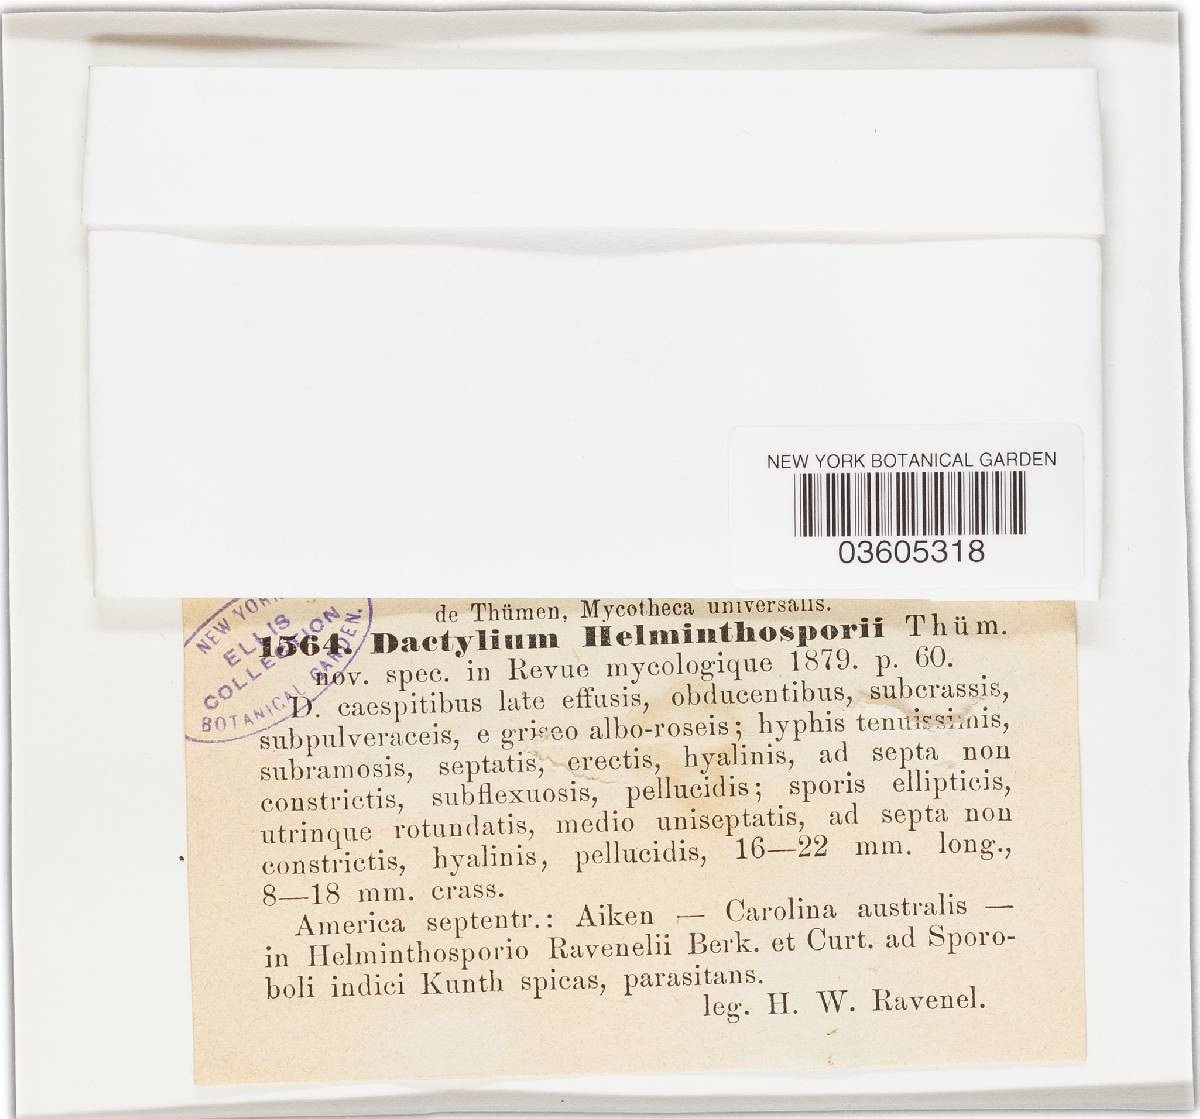 NEW YORK BOTANICAL GARDEN
03605318
NEW YORK
ELLIS
COLLECTION
BOTANICAL GARDEN.
de Thümen, Mycotheca universalis.
1564. Dactylium Helminthosporii Thüm.
nov. spec. in Revue mycologique 1879. p. 60.
D. caespitibus late effusis, obducentibus, subcrassis,
subpulveraceis, e griseo albo-roseis; hyphis tenuissimis,
subramosis, septatis, erectis, hyalinis, ad septa non
constrictis, subflexuosis, pellucidis; sporis ellipticis,
utrinque rotundatis, medio uniseptatis, ad septa non
constrictis, hyalinis, pellucidis, 16—22 mm. long.,
8—18 mm. crass.
America septentr.: Aiken — Carolina australis —
in Helminthosporio Ravenelii Berk. et Curt. ad Sporo-
boli indici Kunth spicas, parasitans.
leg. H. W. Ravenel.